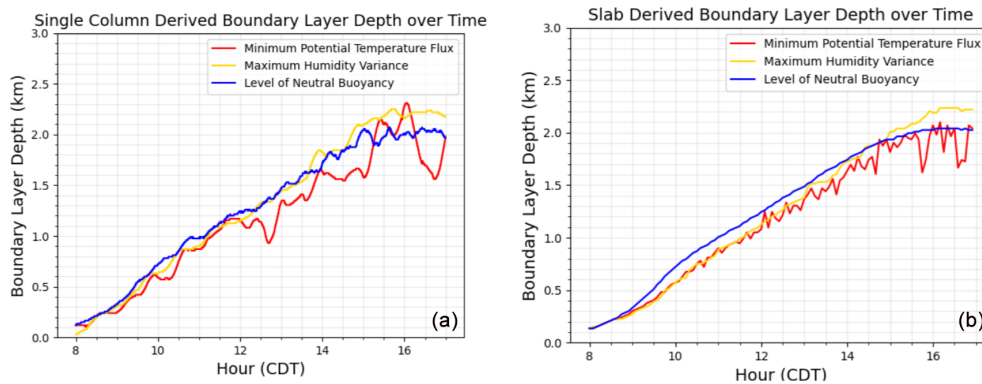 Single Column Derived Boundary Layer Depth over Time
3.0
2.5
2.0
1.5
1.0
0.5
0.0
Boundary Layer Depth (km)
Minimum Potential Temperature Flux
Maximum Humidity Variance
Level of Neutral Buoyancy
(a)
8 10 12 14 16
Hour (CDT)
Slab Derived Boundary Layer Depth over Time
3.0
2.5
2.0
1.5
1.0
0.5
0.0
Boundary Layer Depth (km)
Minimum Potential Temperature Flux
Maximum Humidity Variance
Level of Neutral Buoyancy
(b)
8 10 12 14 16
Hour (CDT)